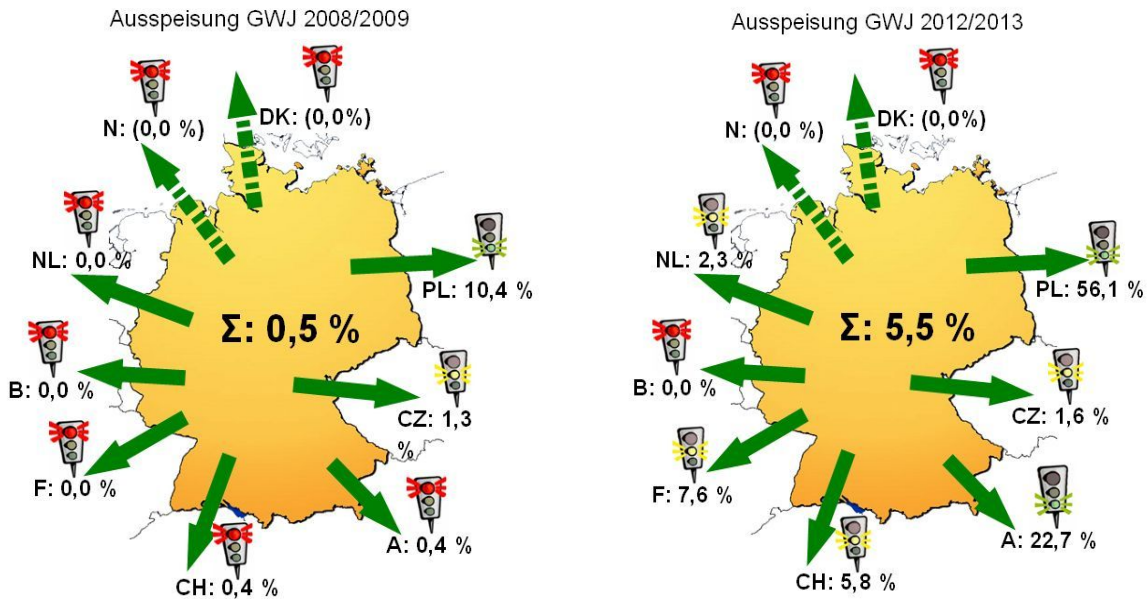 Ausspeisung GWJ 2008/2009
N: (0,0 %)
DK: (0,0%)
NL: 0,0 %
PL: 10,4 %
Σ: 0,5 %
B: 0,0 %
CZ: 1,3
%
F: 0,0 %
A: 0,4 %
CH: 0,4 %
Ausspeisung GWJ 2012/2013
N: (0,0 %)
DK: (0,0%)
NL: 2,3 %
PL: 56,1 %
Σ: 5,5 %
B: 0,0 %
CZ: 1,6 %
F: 7,6 %
A: 22,7 %
CH: 5,8 %